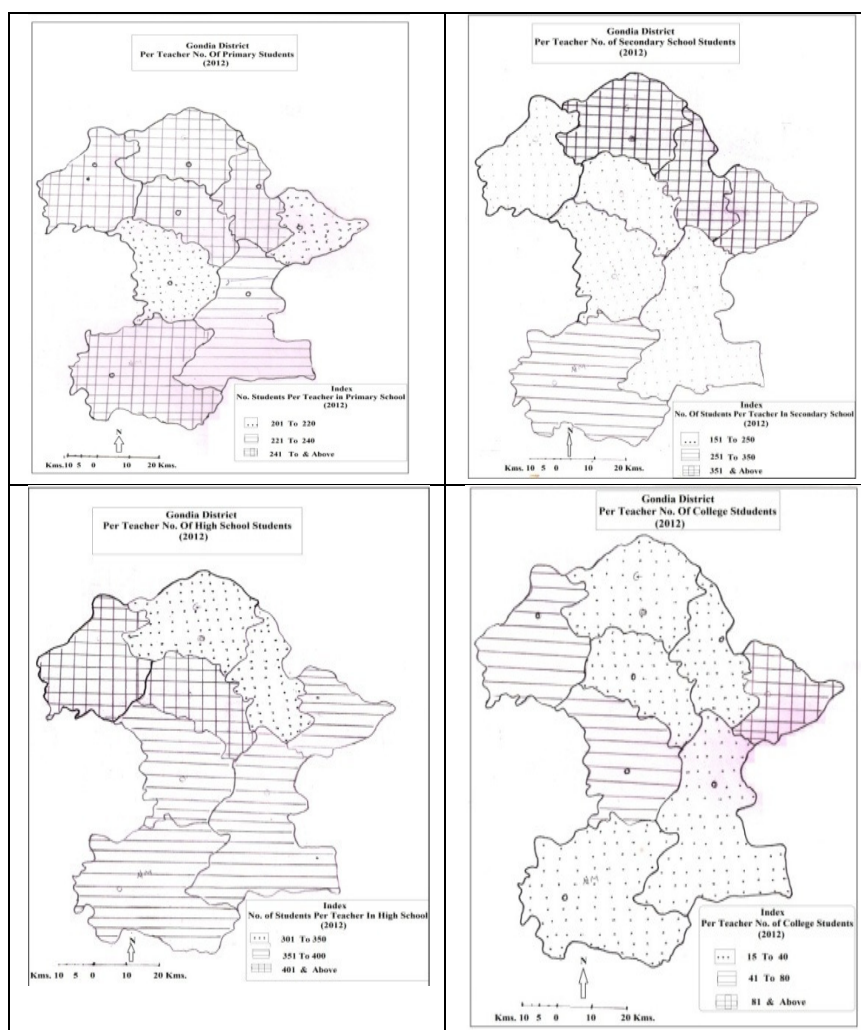 Gondia District
Per Teacher No. Of Primary Students
(2012)
Index
No. Students Per Teacher in Primary School
(2012)
201 To 220
221 To 240
241 To & Above
N
Kms.10 5 0 10 20 Kms.
Gondia District
Per Teacher No. of Secondary School Students
(2012)
G
NM
Index
No. Of Students Per Teacher In Secondary School
(2012)
151 To 250
251 To 350
351 & Above
N
Kms. 10 5 0 10 20 Kms.
Gondia District
Per Teacher No. Of High School Students
(2012)
G
NM
Index
No. of Students Per Teacher In High School
(2012)
301 To 350
351 To 400
401 & Above
N
Kms. 10 5 0 10 20 Kms.
Gondia District
Per Teacher No. Of College Stdudents
(2012)
G
NM
Index
Per Teacher No. of College Students
(2012)
15 To 40
41 To 80
81 & Above
N
Kms. 10 5 0 10 20 Kms.